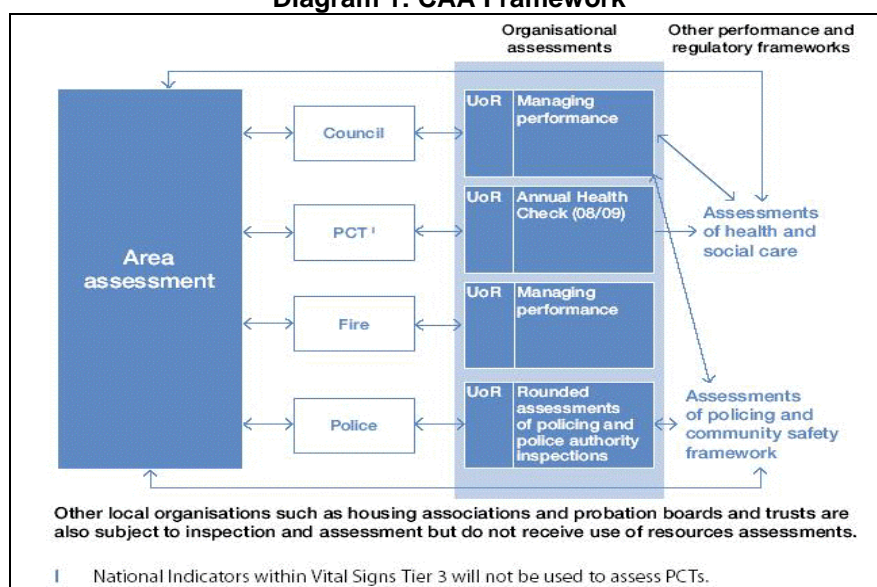 Diagram 1: CAA Framework
Organisational
assessments
Other performance and
regulatory frameworks
Area
assessment
Council
UoR
Managing
performance
PCT¹
UoR
Annual Health
Check (08/09)
Assessments
of health and
social care
Fire
UoR
Managing
performance
Police
UoR
Rounded
assessments
of policing and
police authority
inspections
Assessments
of policing and
community safety
framework
Other local organisations such as housing associations and probation boards and trusts are
also subject to inspection and assessment but do not receive use of resources assessments.
1 National Indicators within Vital Signs Tier 3 will not be used to assess PCTs.